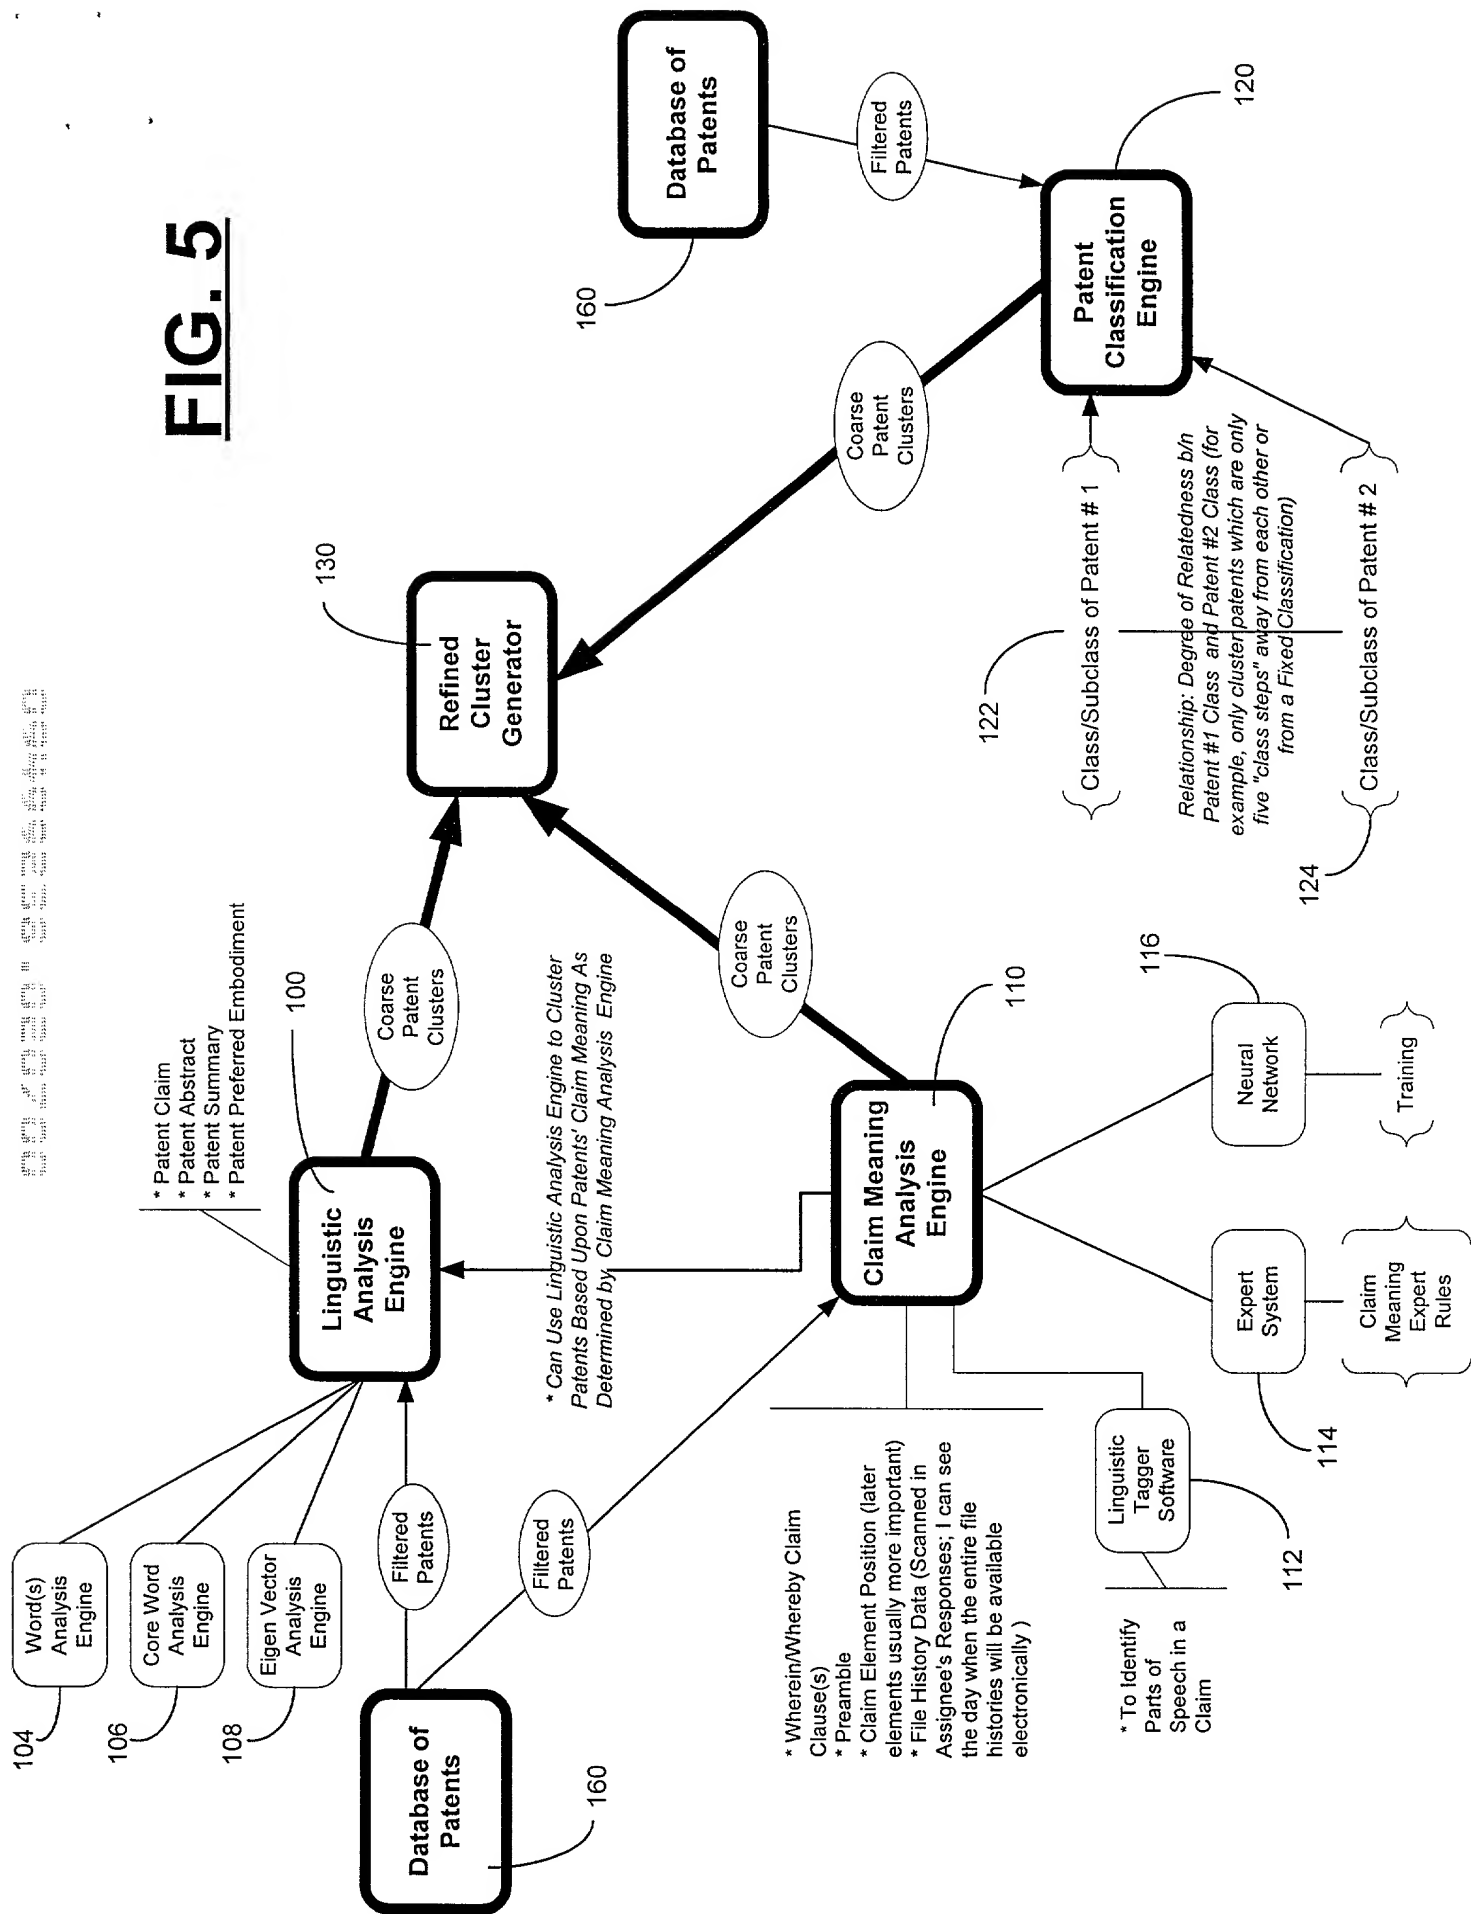 FIG. 5
104
Word(s)
Analysis
Engine
106
Core Word
Analysis
Engine
108
Eigen Vector
Analysis
Engine
* Patent Claim
* Patent Abstract
* Patent Summary
* Patent Preferred Embodiment
100
Linguistic
Analysis
Engine
Coarse
Patent
Clusters
130
Refined
Cluster
Generator
Database of
Patents
160
Filtered
Patents
Database of
Patents
160
Filtered
Patents
Filtered
Patents
* Can Use Linguistic Analysis Engine to Cluster
Patents Based Upon Patents' Claim Meaning As
Determined by Claim Meaning Analysis Engine
Coarse
Patent
Clusters
Coarse
Patent
Clusters
120
Patent
Classification
Engine
110
Claim Meaning
Analysis
Engine
* Wherein/Whereby Claim
Clause(s)
* Preamble
* Claim Element Position (later
elements usually more important)
* File History Data (Scanned in
Assignee's Responses; I can see
the day when the entire file
histories will be available
electronically )
122
Class/Subclass of Patent # 1
Relationship: Degree of Relatedness b/n
Patent #1 Class and Patent #2 Class (for
example, only cluster patents which are only
five "class steps" away from each other or
from a Fixed Classification)
Class/Subclass of Patent # 2
124
Linguistic
Tagger
Software
112
* To Identify
Parts of
Speech in a
Claim
Expert
System
114
Claim
Meaning
Expert
Rules
Neural
Network
116
Training